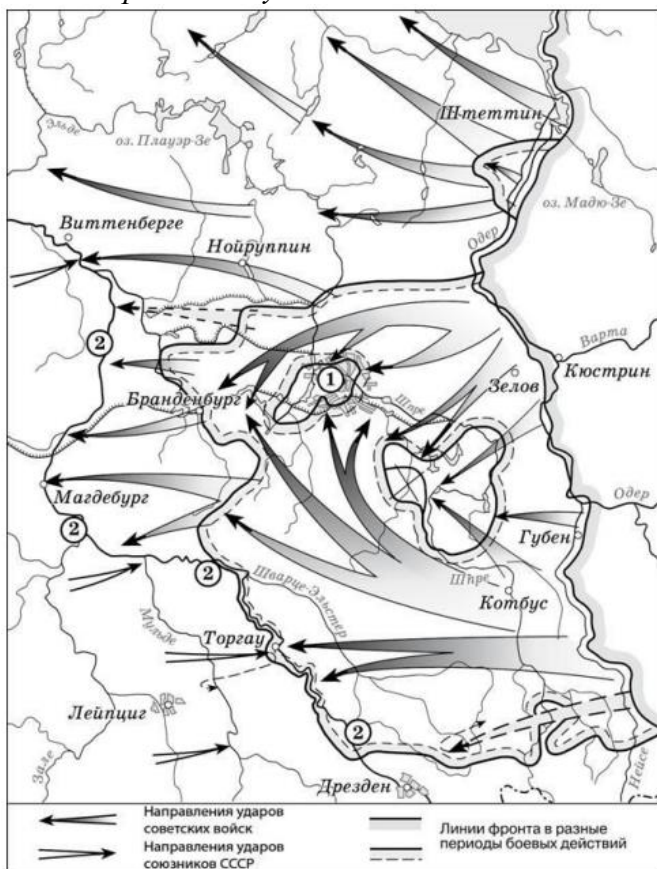 Штеттин
Эльде
оз. Плауэр-Зе
оз. Мадю-Зе
Одер
Виттенберге
Нойруппин
Варта
2
Кюстрин
1
Зелов
Шпре
Бранденбург
Одер
Магдебург
Губен
2
2
Шварце-Эльстер
Шпре
Котбус
Мульде
Торгау
Лейпциг
2
Заале
Дрезден
Нейсе
Направления ударов
советских войск
Направления ударов
союзников СССР
Линии фронта в разные
периоды боевых действий